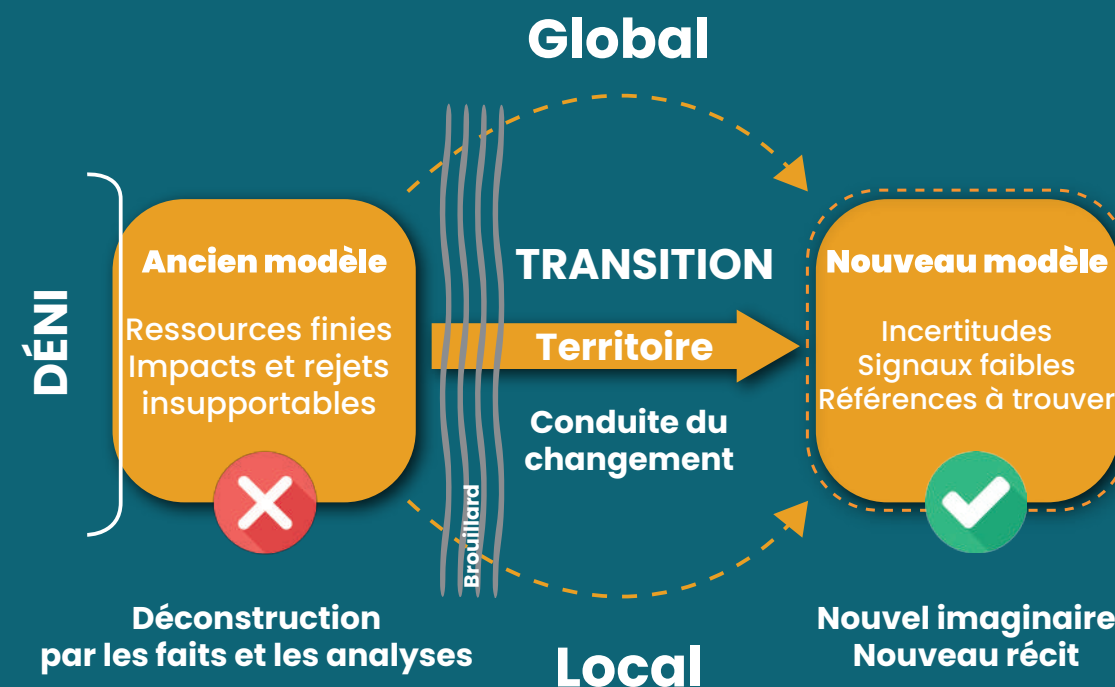 Global
DÉNI
Ancien modèle
Ressources finies
Impacts et rejets
insupportables
Déconstruction
par les faits et les analyses
Brouillard
TRANSITION
Territoire
Conduite du
changement
Local
Nouveau modèle
Incertitudes
Signaux faibles
Références à trouver
Nouvel imaginaire
Nouveau récit